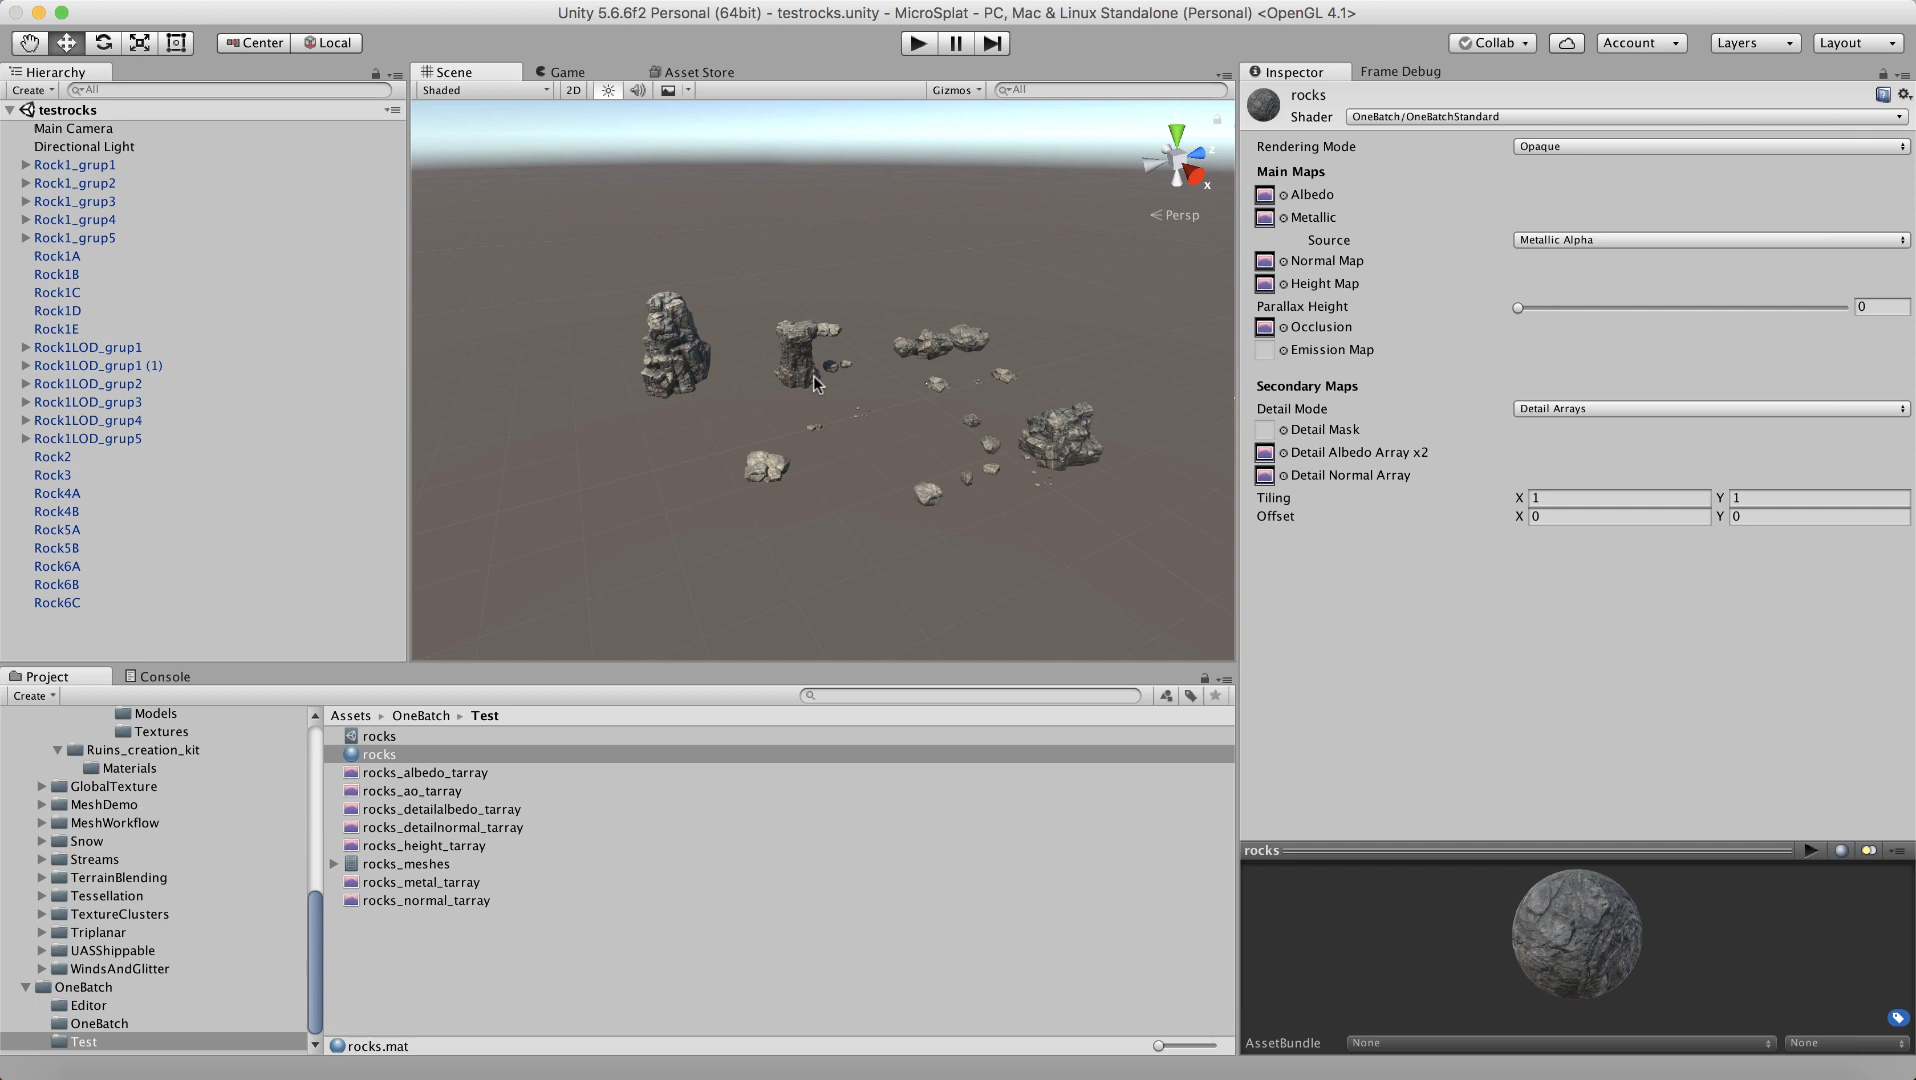 Unity 5.6.6f2 Personal (64bit) - testrocks.unity - MicroSplat - PC, Mac & Linux Standalone (Personal) <OpenGL 4.1>
Center Local Collab Account Layers Layout
Hierarchy
Create All
testrocks
Main Camera
Directional Light
Rock1_grup1
Rock1_grup2
Rock1_grup3
Rock1_grup4
Rock1_grup5
Rock1A
Rock1B
Rock1C
Rock1D
Rock1E
Rock1LOD_grup1
Rock1LOD_grup1 (1)
Rock1LOD_grup2
Rock1LOD_grup3
Rock1LOD_grup4
Rock1LOD_grup5
Rock2
Rock3
Rock4A
Rock4B
Rock5A
Rock5B
Rock6A
Rock6B
Rock6C
Scene Game Asset Store
Shaded 2D Gizmos All
z
x
Persp
Inspector Frame Debug
rocks
Shader OneBatch/OneBatchStandard
Rendering Mode Opaque
Main Maps
Albedo
Metallic
Source Metallic Alpha
Normal Map
Height Map
Parallax Height 0
Occlusion
Emission Map
Secondary Maps
Detail Mode Detail Arrays
Detail Mask
Detail Albedo Array x2
Detail Normal Array
Tiling X 1 Y 1
Offset X 0 Y 0
Project Console
Create
Models
Textures
Ruins_creation_kit
Materials
GlobalTexture
MeshDemo
MeshWorkflow
Snow
Streams
TerrainBlending
Tessellation
TextureClusters
Triplanar
UASShippable
WindsAndGlitter
OneBatch
Editor
OneBatch
Test
Assets OneBatch Test
rocks
rocks
rocks_albedo_tarray
rocks_ao_tarray
rocks_detailalbedo_tarray
rocks_detailnormal_tarray
rocks_height_tarray
rocks_meshes
rocks_metal_tarray
rocks_normal_tarray
rocks.mat
rocks
AssetBundle None None